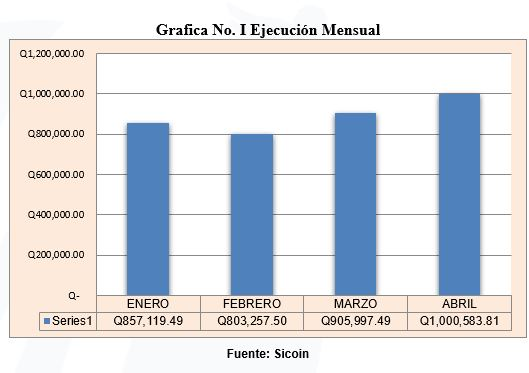 Grafica No. I Ejecución Mensual
Q1,200,000.00
Q1,000,000.00
Q800,000.00
Q600,000.00
Q400,000.00
Q200,000.00
Q-
ENERO FEBRERO MARZO ABRIL
Series1 Q857,119.49 Q803,257.50 Q905,997.49 Q1,000,583.81
Fuente: Sicoin